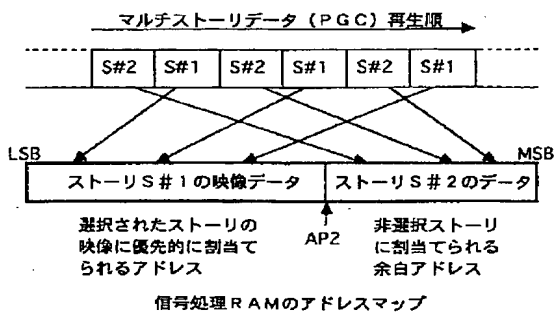 マルチストーリデータ（PGC）再生順
S#2 S#1 S#2 S#1 S#2 S#1
LSB MSB
ストーリS#1の映像データ ストーリS#2のデータ
選択されたストーリの
映像に優先的に割当て
られるアドレス
AP2
非選択ストーリ
に割当てられる
余白アドレス
信号処理RAMのアドレスマップ